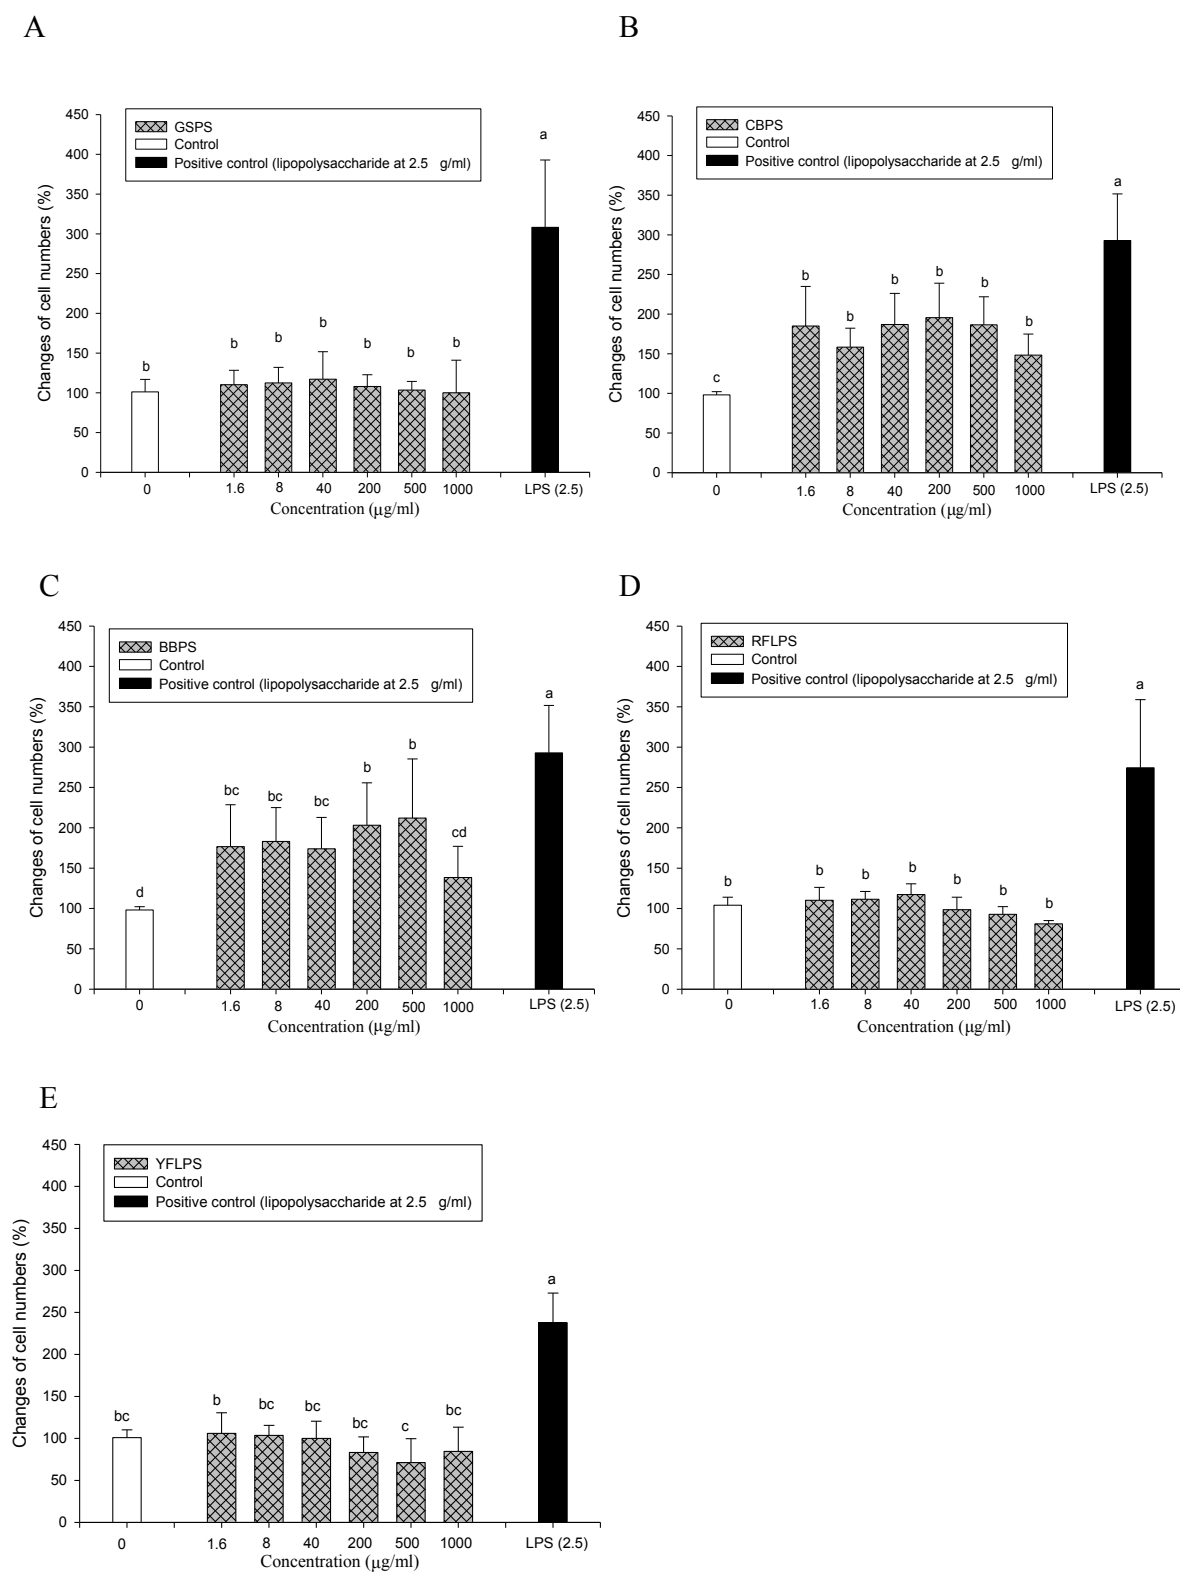 A
450
400
350
300
250
200
150
100
50
0
Changes of cell numbers (%)
GSPS
Control
Positive control (lipopolysaccharide at 2.5 g/ml)
b
b
b
b
b
b
b
a
0 1.6 8 40 200 500 1000 LPS (2.5)
Concentration (μg/ml)
B
450
400
350
300
250
200
150
100
50
0
Changes of cell numbers (%)
CBPS
Control
Positive control (lipopolysaccharide at 2.5 g/ml)
c
b
b
b
b
b
b
a
0 1.6 8 40 200 500 1000 LPS (2.5)
Concentration (μg/ml)
C
450
400
350
300
250
200
150
100
50
0
Changes of cell numbers (%)
BBPS
Control
Positive control (lipopolysaccharide at 2.5 g/ml)
d
bc
bc
bc
b
b
cd
a
0 1.6 8 40 200 500 1000 LPS (2.5)
Concentration (μg/ml)
D
450
400
350
300
250
200
150
100
50
0
Changes of cell numbers (%)
RFLPS
Control
Positive control (lipopolysaccharide at 2.5 g/ml)
b
b
b
b
b
b
b
a
0 1.6 8 40 200 500 1000 LPS (2.5)
Concentration (μg/ml)
E
450
400
350
300
250
200
150
100
50
0
Changes of cell numbers (%)
YFLPS
Control
Positive control (lipopolysaccharide at 2.5 g/ml)
bc
b
bc
bc
bc
c
bc
a
0 1.6 8 40 200 500 1000 LPS (2.5)
Concentration (μg/ml)